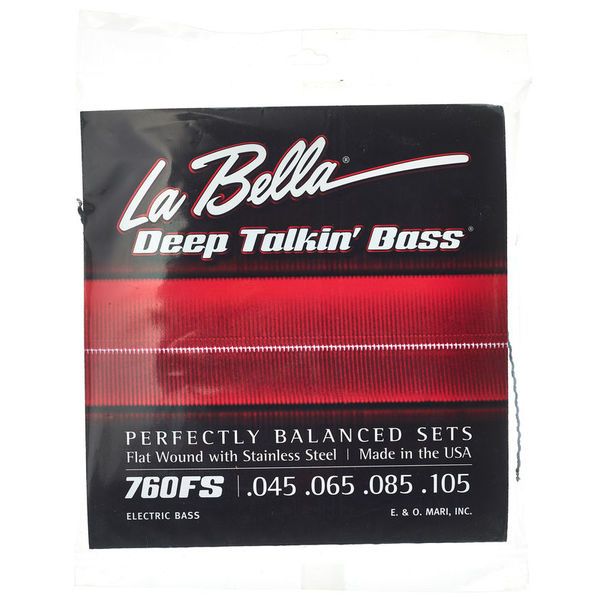 La Bella®
Deep Talkin' Bass®
PERFECTLY BALANCED SETS
Flat Wound with Stainless Steel | Made in the USA
760FS | .045 .065 .085 .105
ELECTRIC BASS E. & O. MARI, INC.